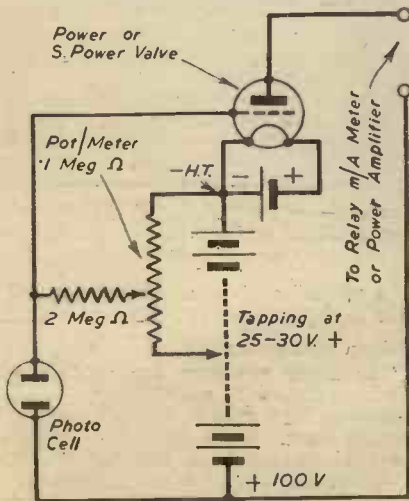 Power or
S. Power Valve
Pot/Meter
·1 Meg Ω
-H.T.
-
+
2 Meg Ω
Tapping at
25-30 V. +
Photo
Cell
+ 100 V
To Relay m/A Meter
or Power Amplifier